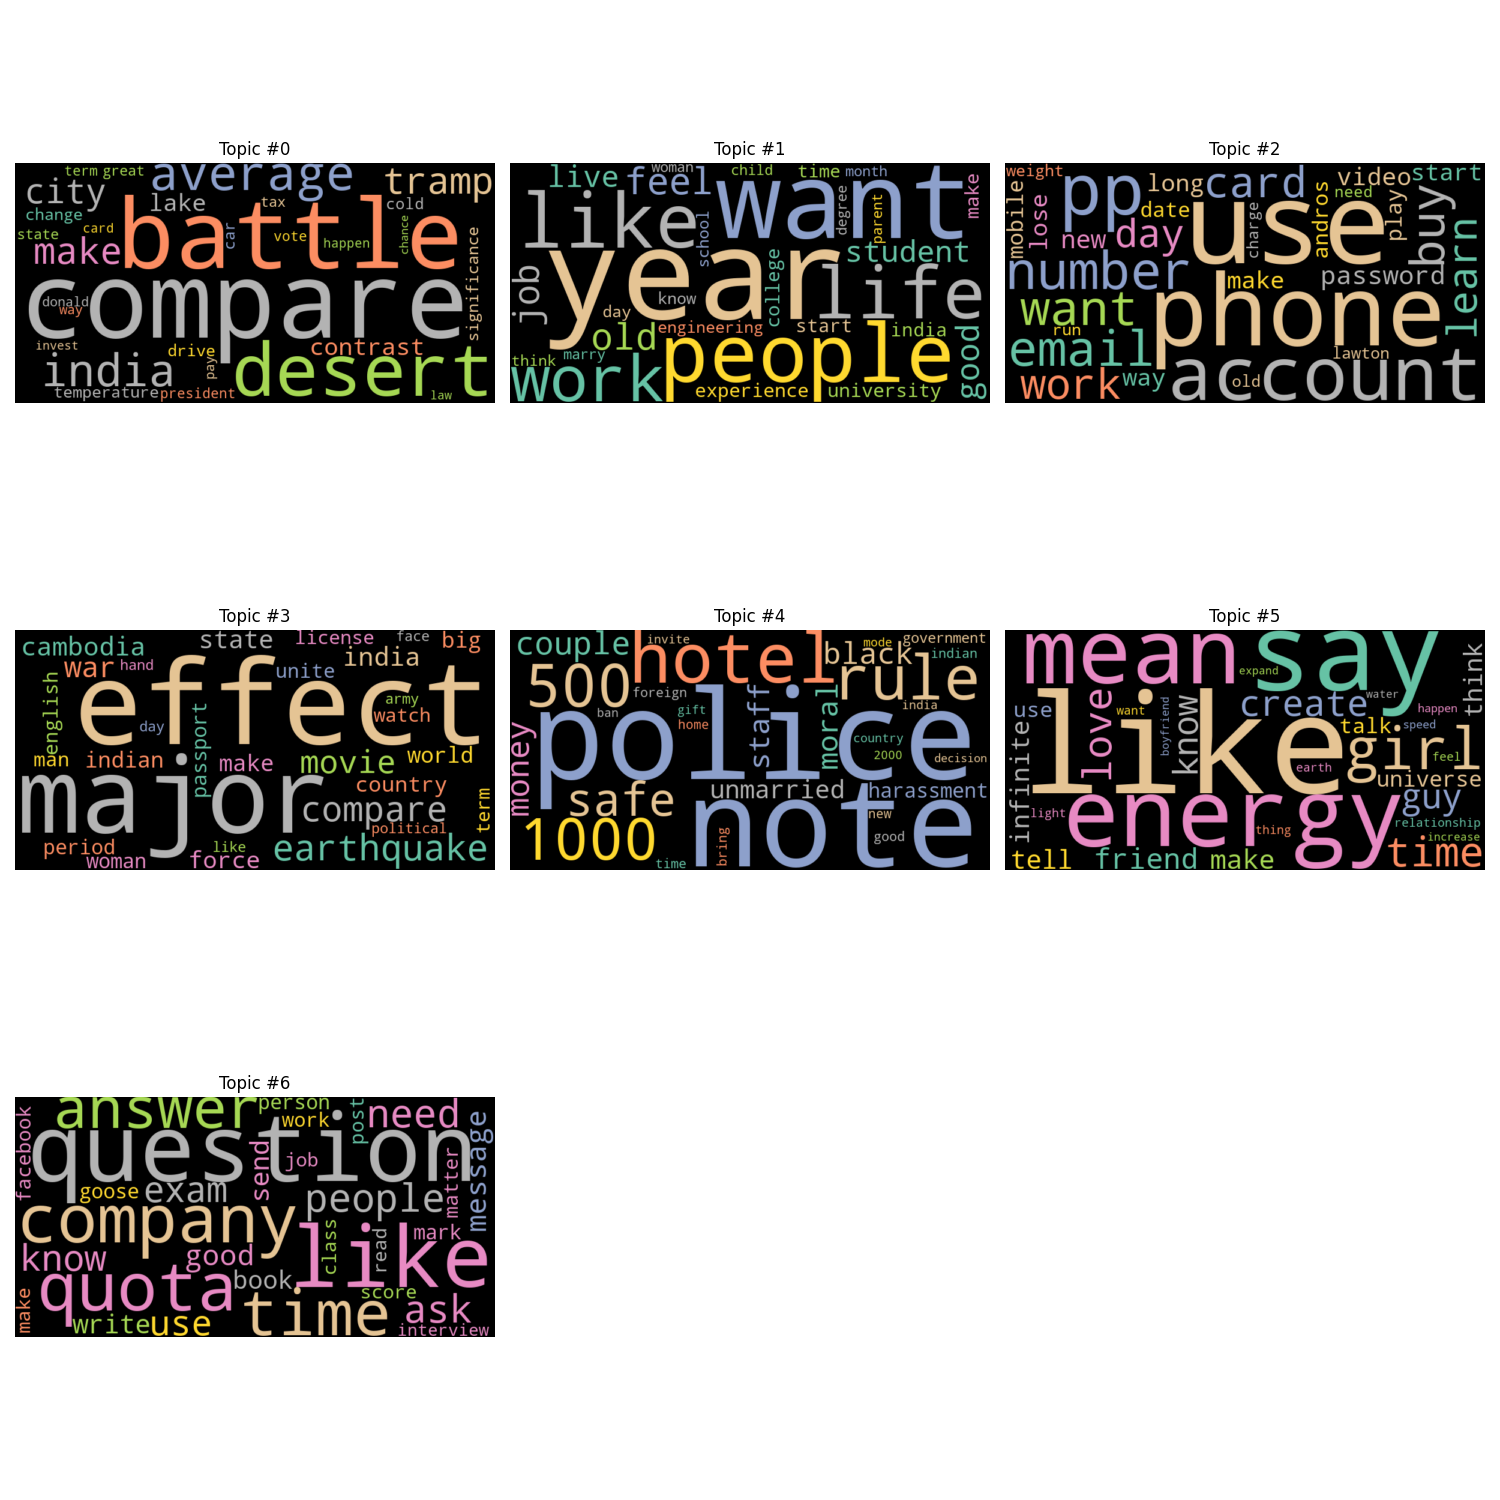 Topic #0
term great average tramp
city lake tax cold
change card car vote happen chance
state make battle
compare significance
donald way
invest drive pay contrast
india desert
temperature president law
Topic #1
woman child time month
live feel want degree parent make
like school student
job year life
day know college
old engineering start india good
think marry people
work experience university
Topic #2
weight pp long card video start
mobile lose date use charge andros need play buy
new day
number make password learn
want phone
run
email lawton
work way old account
Topic #3
cambodia state license face big
war hand unite india
menglish effect army
day watch
man indian passport make movie world
major country
compare term
period political
woman like force earthquake
Topic #4
couple invite hotel mode government
black indian
500 foreign rule
ban gift staff moral india
money police home country
2000 decision
safe unmarried harassment
1000 note new
bring good
time
Topic #5
mean say think
expand
use love like know create water
want talk happen
infinite boyfriend girl speed
earth feel
energy universe
light guy
thing relationship
increase
tell friend make time
Topic #6
answer person need
facebook work post message
question
send job
goose exam people matter
company class read mark
know good like
quota book score
make time ask
write use interview